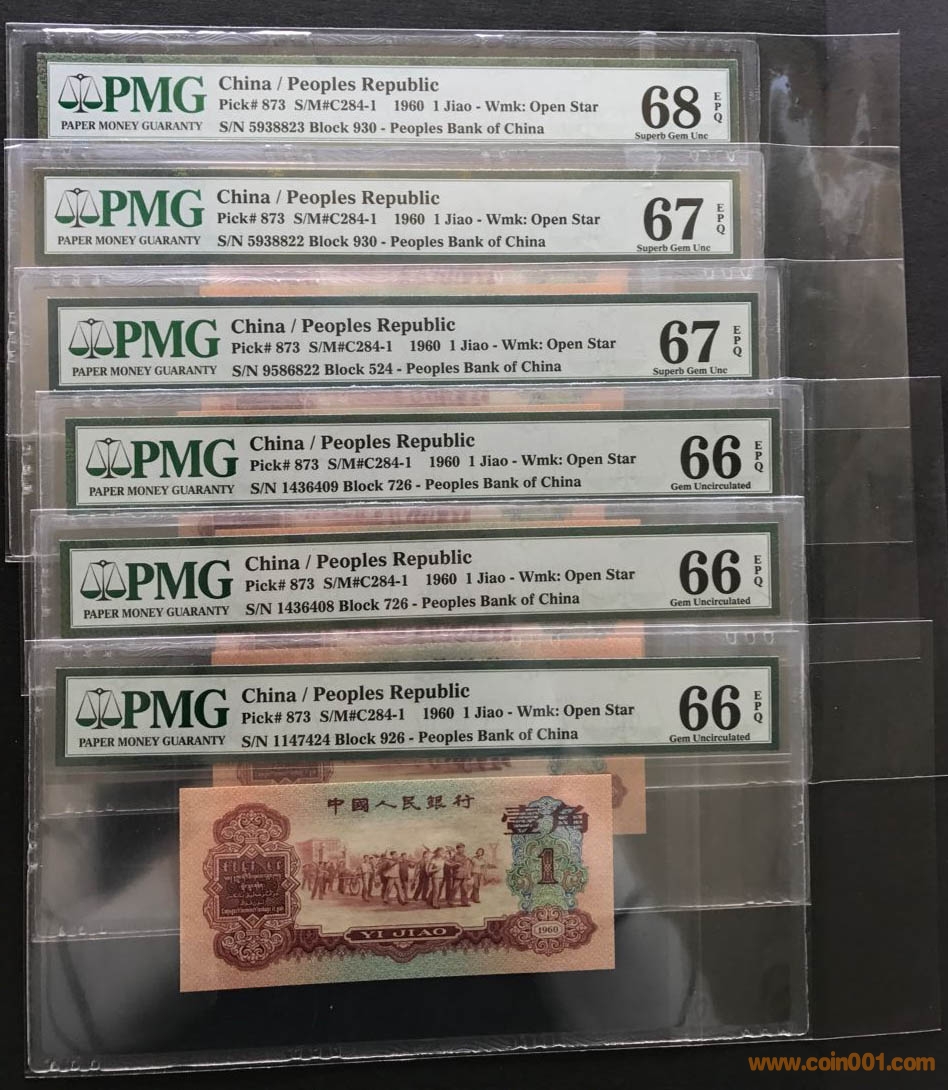 PMG
PAPER MONEY GUARANTY
China / Peoples Republic
Pick# 873 S/M#C284-1 1960 1 Jiao - Wmk: Open Star
S/N 5938823 Block 930 - Peoples Bank of China
68 EPQ
Superb Gem Unc
PMG
PAPER MONEY GUARANTY
China / Peoples Republic
Pick# 873 S/M#C284-1 1960 1 Jiao - Wmk: Open Star
S/N 5938822 Block 930 - Peoples Bank of China
67 EPQ
Superb Gem Unc
PMG
PAPER MONEY GUARANTY
China / Peoples Republic
Pick# 873 S/M#C284-1 1960 1 Jiao - Wmk: Open Star
S/N 9586822 Block 524 - Peoples Bank of China
67 EPQ
Superb Gem Unc
PMG
PAPER MONEY GUARANTY
China / Peoples Republic
Pick# 873 S/M#C284-1 1960 1 Jiao - Wmk: Open Star
S/N 1436409 Block 726 - Peoples Bank of China
66 EPQ
Gem Uncirculated
PMG
PAPER MONEY GUARANTY
China / Peoples Republic
Pick# 873 S/M#C284-1 1960 1 Jiao - Wmk: Open Star
S/N 1436408 Block 726 - Peoples Bank of China
66 EPQ
Gem Uncirculated
PMG
PAPER MONEY GUARANTY
China / Peoples Republic
Pick# 873 S/M#C284-1 1960 1 Jiao - Wmk: Open Star
S/N 1147424 Block 926 - Peoples Bank of China
66 EPQ
Gem Uncirculated
中國人民銀行
壹角
1
YI JIAO
1960
www.coin001.com